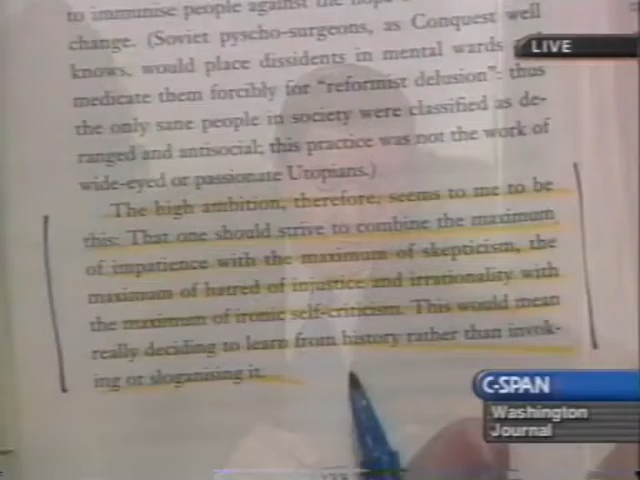 to immunise people against the
change. (Soviet pyscho-surgeons, as Conquest well
knows, would place dissidents in mental wards
medicate them forcibly for "reformist delusion": thus
the only sane people in society were classified as de-
ranged and antisocial; this practice was not the work of
wide-eyed or passionate Utopians.)
The high ambition, therefore, seems to me to be
this: That one should strive to combine the maximum
of impatience with the maximum of skepticism, the
maximum of hatred of injustice and irrationality with
the maximum of ironic self-criticism. This would mean
really deciding to learn from history rather than invok-
ing or sloganising it.
LIVE
C-SPAN
Washington
Journal